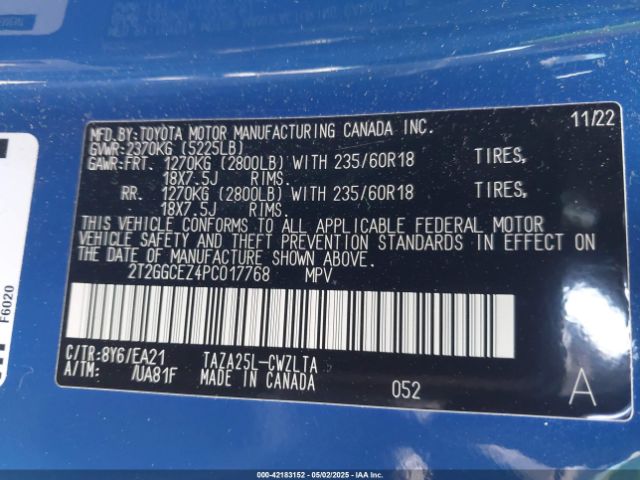 MFD.BY:TOYOTA MOTOR MANUFACTURING CANADA INC. 11/22
GVWR:2370KG (5225LB)
GAWR:FRT. 1270KG (2800LB) WITH 235/60R18 TIRES,
18X7.5J RIMS.
RR. 1270KG (2800LB) WITH 235/60R18 TIRES,
18X7.5J RIMS.
THIS VEHICLE CONFORMS TO ALL APPLICABLE FEDERAL MOTOR
VEHICLE SAFETY AND THEFT PREVENTION STANDARDS IN EFFECT ON
THE DATE OF MANUFACTURE SHOWN ABOVE.
2T2GGCEZ4PC017768 MPV
C/TR:8Y6/EA21 TAZA25L-CWZLTA
A/TM: /UA81F MADE IN CANADA 052 A
F6020
000-42183152 - 05/02/2025 - IAA Inc.